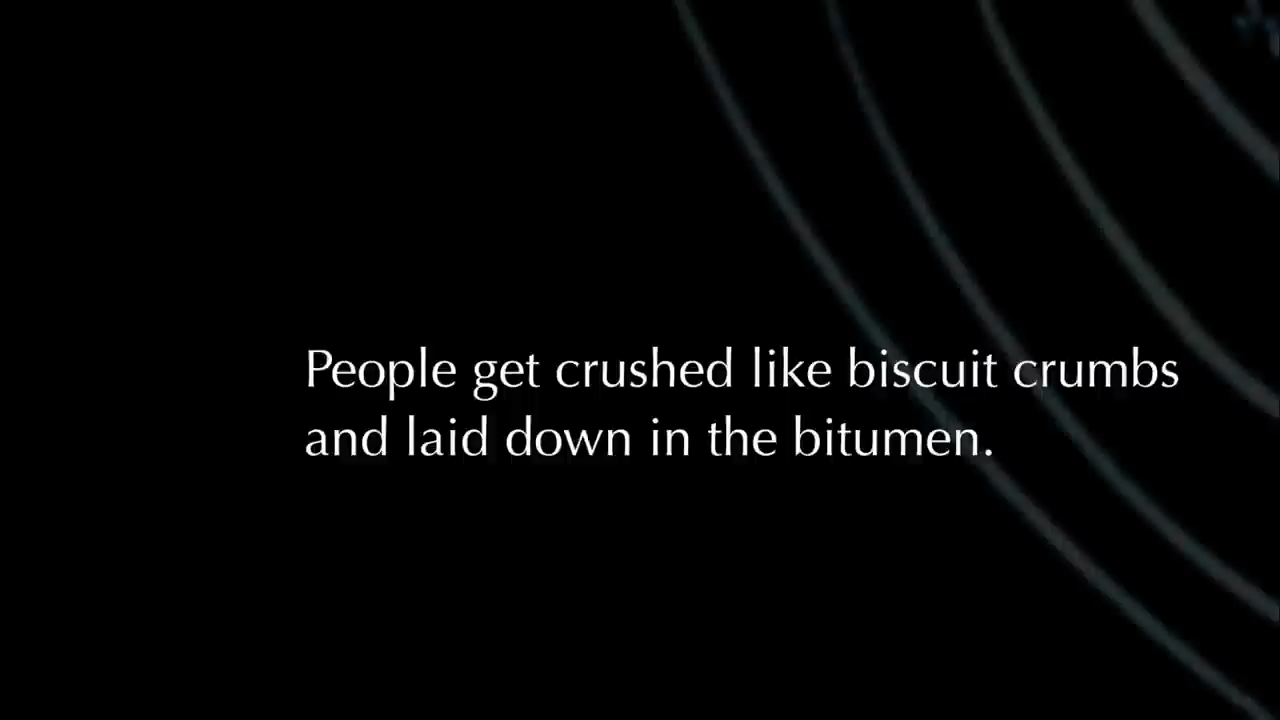 People get crushed like biscuit crumbs
and laid down in the bitumen.